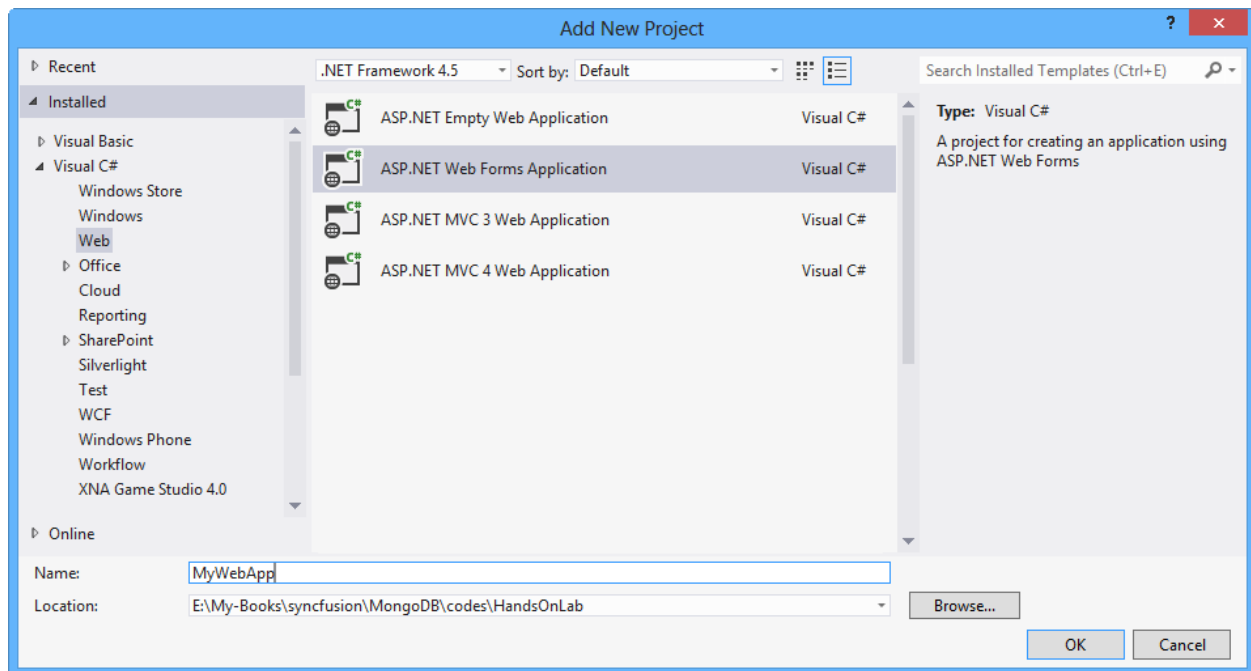 Add New Project
?
×
Recent
.NET Framework 4.5
Sort by: Default
Search Installed Templates (Ctrl+E)
Installed
Visual Basic
Visual C#
Windows Store
Windows
Web
Office
Cloud
Reporting
SharePoint
Silverlight
Test
WCF
Windows Phone
Workflow
XNA Game Studio 4.0
Online
C# ASP.NET Empty Web Application Visual C#
C# ASP.NET Web Forms Application Visual C#
C# ASP.NET MVC 3 Web Application Visual C#
C# ASP.NET MVC 4 Web Application Visual C#
Type: Visual C#
A project for creating an application using
ASP.NET Web Forms
Name: MyWebApp
Location: E:\My-Books\syncfusion\MongoDB\codes\HandsOnLab
Browse...
OK
Cancel